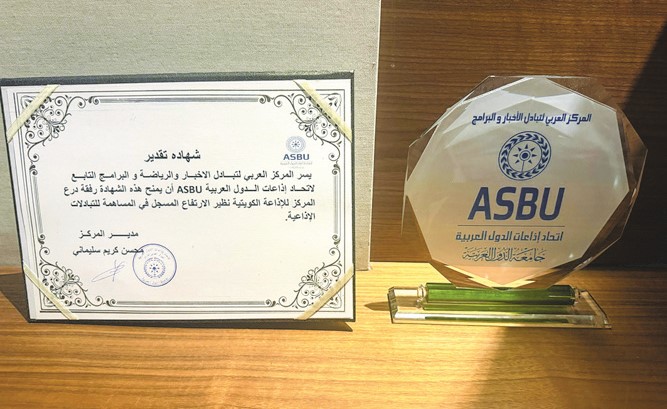 شهاده تقدير
ASBU
يسر المركز العربي لتبادل الاخبار والرياضة و البرامج التابع
لاتحاد إذاعات الدول العربية ASBU أن يمنح هذه الشهادة رفقة درع
المركز للإذاعة الكويتية نظير الارتفاع المسجل في المساهمة للتبادلات
الإذاعية.
مدير المركز
محسن كريم سليماني
المركز العربي لتبادل الأخبار و البرامج
ASBU
اتحاد إذاعات الدول العربية
جامعة الدول العربية